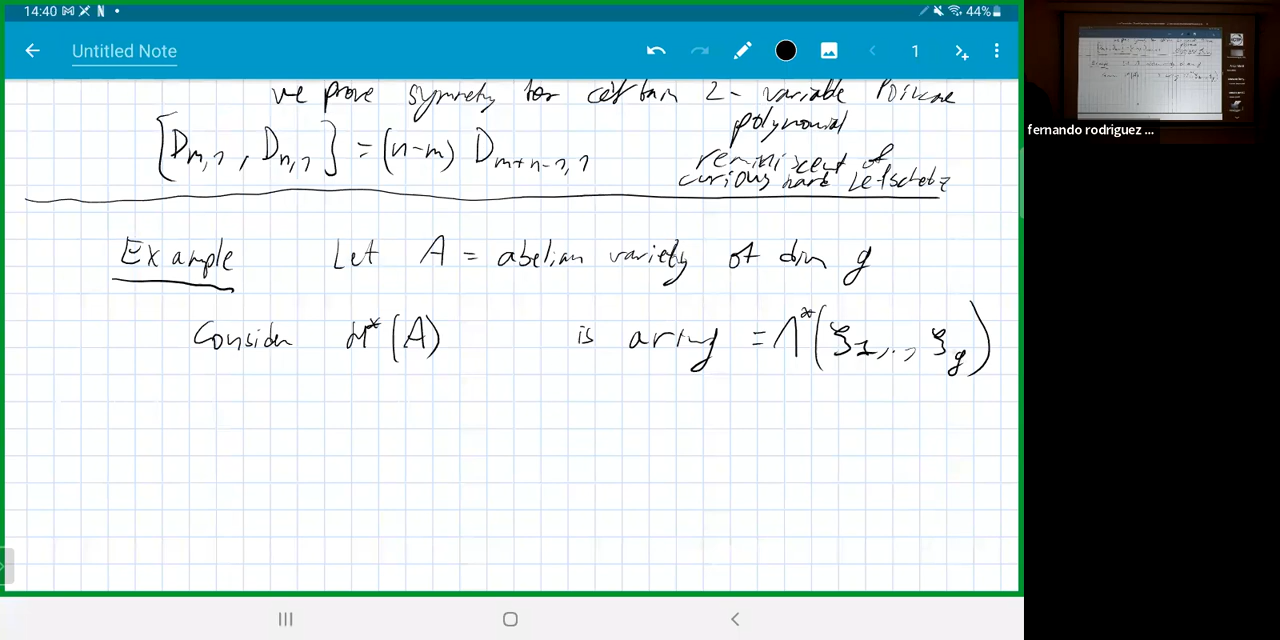 14:40
44%
Untitled Note
1
we prove symmetry for certain 2-variable Poincare
polynomial
[D_{m,1}, D_{n,1}] = (n-m) D_{m+n-1,1}
reminiscent of
curious hard Lefschetz
Example Let A = abelian variety of dim g
Consider H*(A) is a ring = Λ*(ξ_1,.., ξ_g)
fernando rodriguez ...